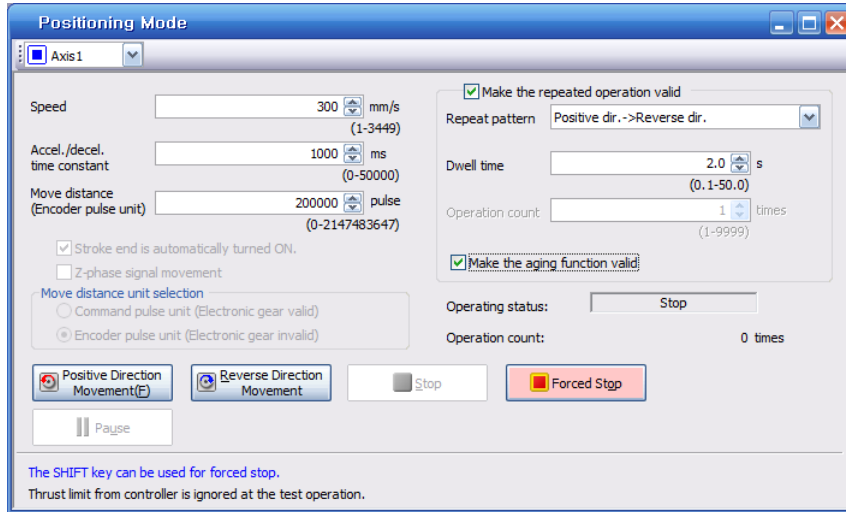 Positioning Mode
Axis1
Speed 300 mm/s
(1-3449)
Accel./decel.
time constant 1000 ms
(0-50000)
Move distance
(Encoder pulse unit) 200000 pulse
(0-2147483647)
Stroke end is automatically turned ON.
Z-phase signal movement
Move distance unit selection
Command pulse unit (Electronic gear valid)
Encoder pulse unit (Electronic gear invalid)
Make the repeated operation valid
Repeat pattern Positive dir.->Reverse dir.
Dwell time 2.0 s
(0.1-50.0)
Operation count 1 times
(1-9999)
Make the aging function valid
Operating status: Stop
Operation count: 0 times
Positive Direction
Movement(F)
Reverse Direction
Movement
Stop
Forced Stop
Pause
The SHIFT key can be used for forced stop.
Thrust limit from controller is ignored at the test operation.